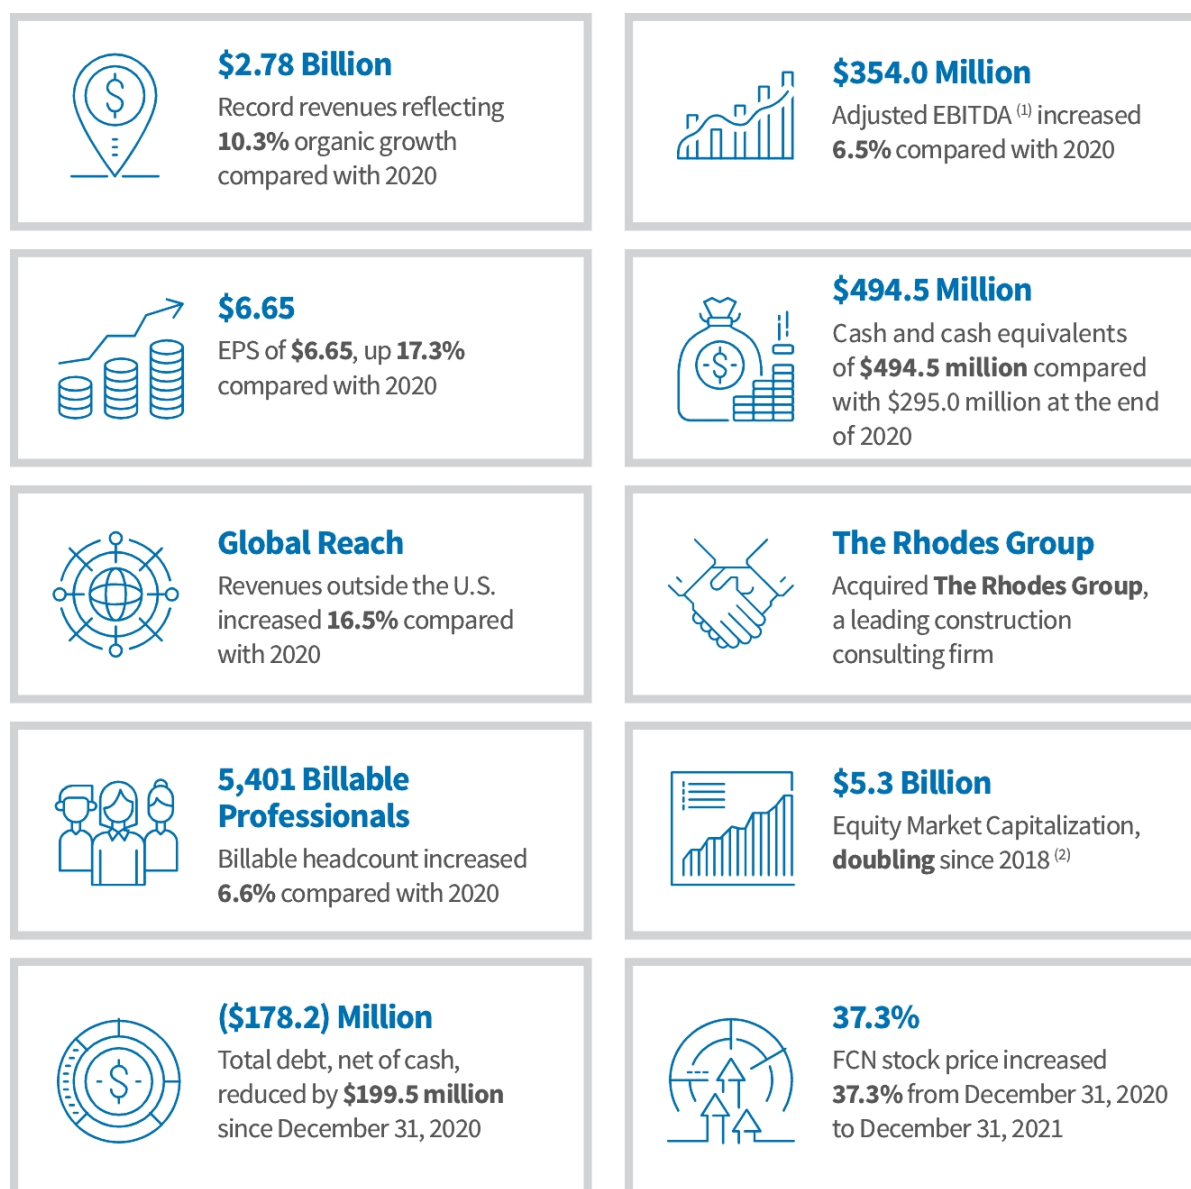 $2.78 Billion
Record revenues reflecting
10.3% organic growth
compared with 2020
$354.0 Million
Adjusted EBITDA (1) increased
6.5% compared with 2020
$6.65
EPS of $6.65, up 17.3%
compared with 2020
$494.5 Million
Cash and cash equivalents
of $494.5 million compared
with $295.0 million at the end
of 2020
Global Reach
Revenues outside the U.S.
increased 16.5% compared
with 2020
The Rhodes Group
Acquired The Rhodes Group,
a leading construction
consulting firm
5,401 Billable
Professionals
Billable headcount increased
6.6% compared with 2020
$5.3 Billion
Equity Market Capitalization,
doubling since 2018 (2)
($178.2) Million
Total debt, net of cash,
reduced by $199.5 million
since December 31, 2020
37.3%
FCN stock price increased
37.3% from December 31, 2020
to December 31, 2021